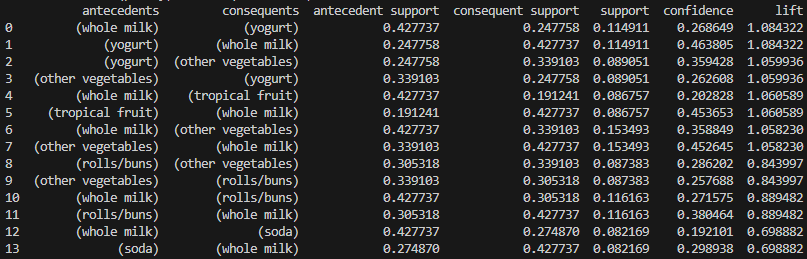 antecedents consequents antecedent support consequent support support confidence lift
0 (whole milk) (yogurt) 0.427737 0.247758 0.114911 0.268649 1.084322
1 (yogurt) (whole milk) 0.247758 0.427737 0.114911 0.463805 1.084322
2 (yogurt) (other vegetables) 0.247758 0.339103 0.089051 0.359428 1.059936
3 (other vegetables) (yogurt) 0.339103 0.247758 0.089051 0.262608 1.059936
4 (whole milk) (tropical fruit) 0.427737 0.191241 0.086757 0.202828 1.060589
5 (tropical fruit) (whole milk) 0.191241 0.427737 0.086757 0.453653 1.060589
6 (whole milk) (other vegetables) 0.427737 0.339103 0.153493 0.358849 1.058230
7 (other vegetables) (whole milk) 0.339103 0.427737 0.153493 0.452645 1.058230
8 (rolls/buns) (other vegetables) 0.305318 0.339103 0.087383 0.286202 0.843997
9 (other vegetables) (rolls/buns) 0.339103 0.305318 0.087383 0.257688 0.843997
10 (whole milk) (rolls/buns) 0.427737 0.305318 0.116163 0.271575 0.889482
11 (rolls/buns) (whole milk) 0.305318 0.427737 0.116163 0.380464 0.889482
12 (whole milk) (soda) 0.427737 0.274870 0.082169 0.192101 0.698882
13 (soda) (whole milk) 0.274870 0.427737 0.082169 0.298938 0.698882